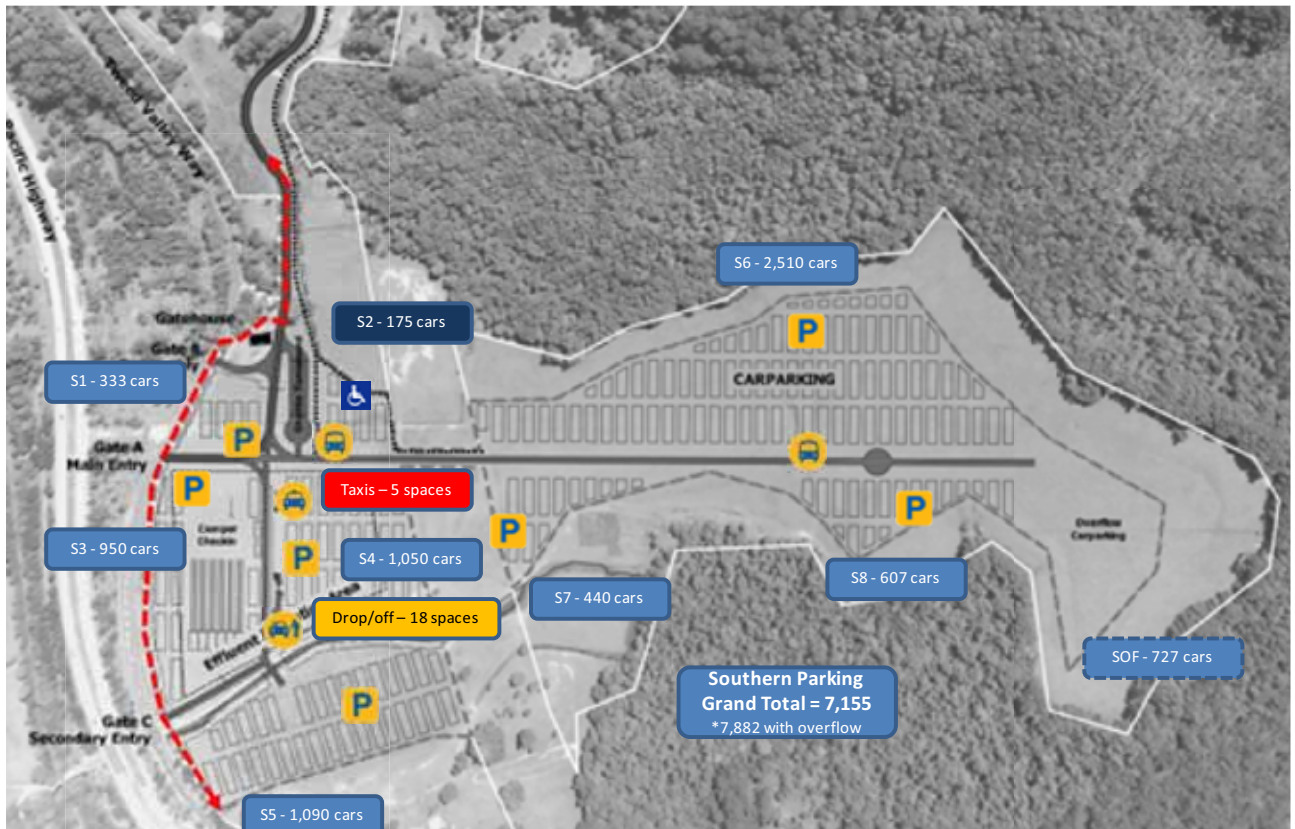 Tweed Valley Way
Pacific Highway
S6 - 2,510 cars
Gatehouse
S2 - 175 cars
S1 - 333 cars
CARPARKING
P
P
Gate A
Main Entry
P
Taxis – 5 spaces
P
P
Camper
Checkin
Overflow
Carparking
S3 - 950 cars
P
S4 - 1,050 cars
S8 - 607 cars
S7 - 440 cars
Drop/off – 18 spaces
SOF - 727 cars
Southern Parking
Grand Total = 7,155
*7,882 with overflow
P
Gate C
Secondary Entry
S5 - 1,090 cars